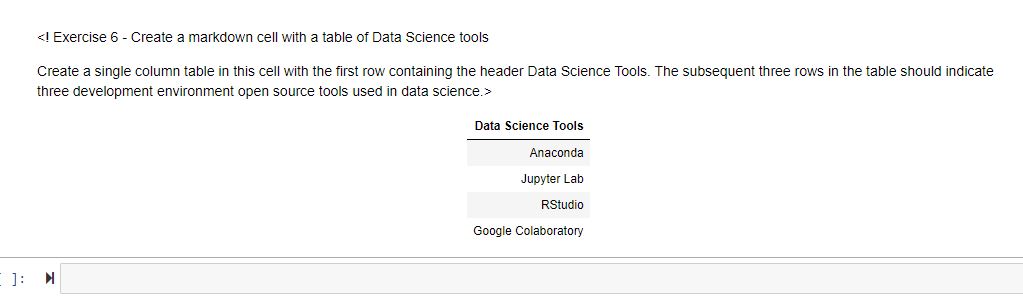 <! Exercise 6 - Create a markdown cell with a table of Data Science tools
Create a single column table in this cell with the first row containing the header Data Science Tools. The subsequent three rows in the table should indicate
three development environment open source tools used in data science.>
Data Science Tools
Anaconda
Jupyter Lab
RStudio
Google Colaboratory
]: